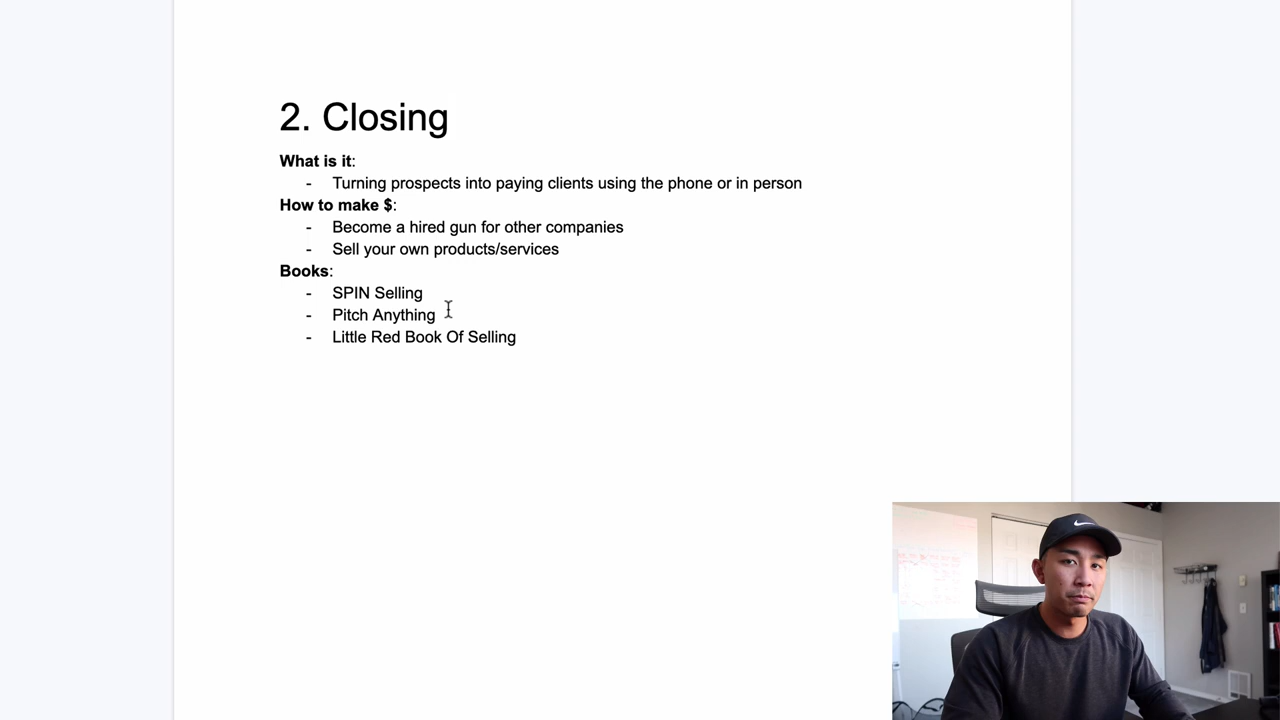 2. Closing
What is it:
- Turning prospects into paying clients using the phone or in person
How to make $:
- Become a hired gun for other companies
- Sell your own products/services
Books:
- SPIN Selling
- Pitch Anything
- Little Red Book Of Selling